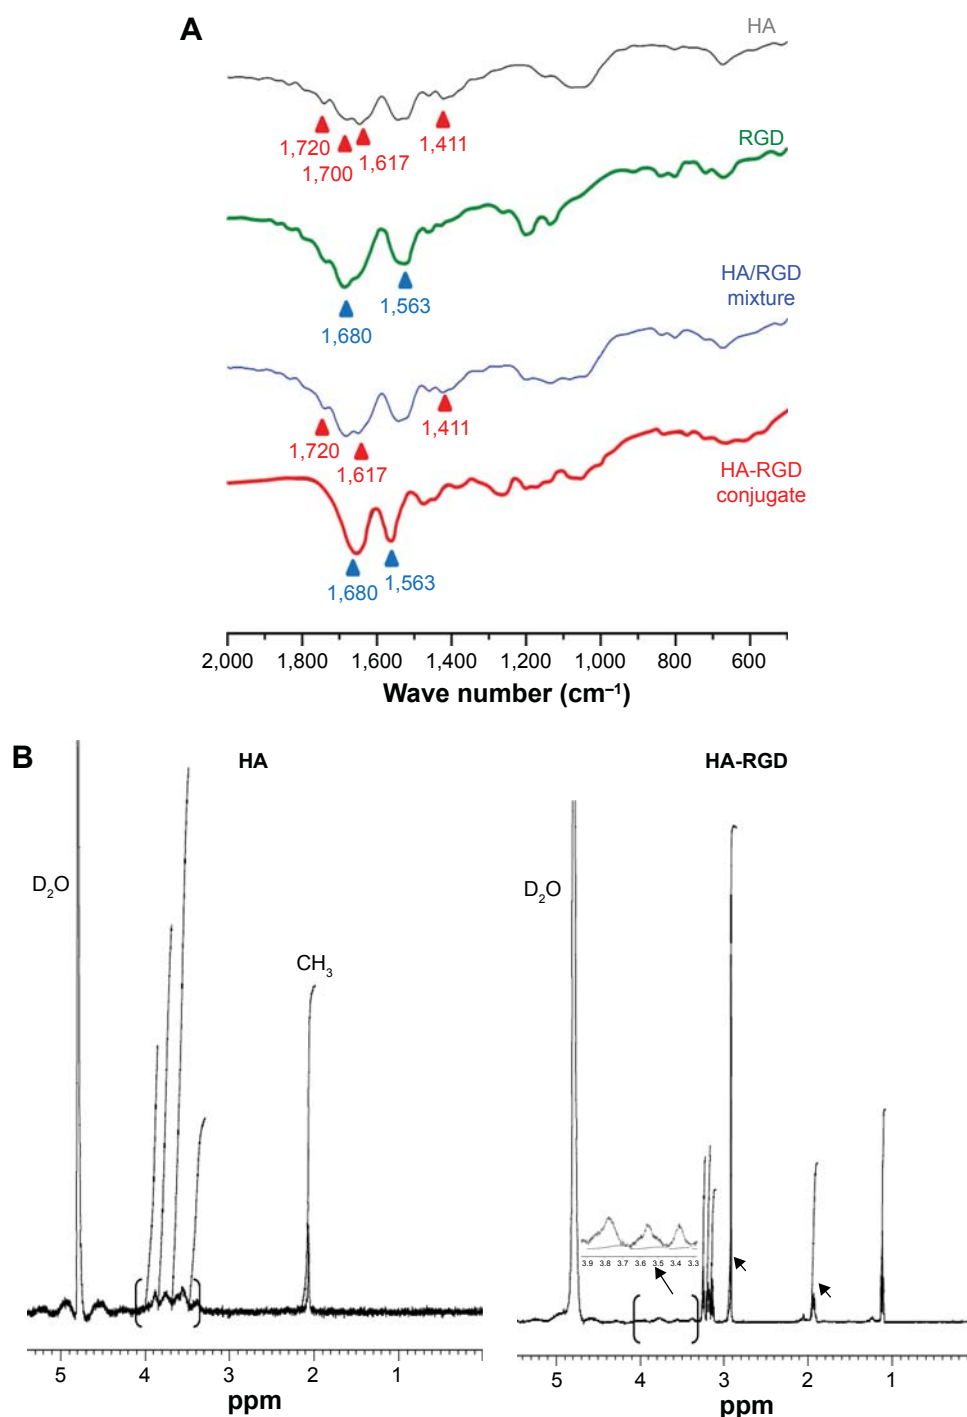 A
HA
1,720
1,700
1,617
1,411
RGD
1,680
1,563
HA/RGD
mixture
1,720
1,617
1,411
HA-RGD
conjugate
1,680
1,563
2,000 1,800 1,600 1,400 1,200 1,000 800 600
Wave number (cm⁻¹)
B
HA
D₂O
CH₃
5 4 3 2 1
ppm
HA-RGD
D₂O
3.9 3.8 3.7 3.6 3.5 3.4 3.3
5 4 3 2 1
ppm